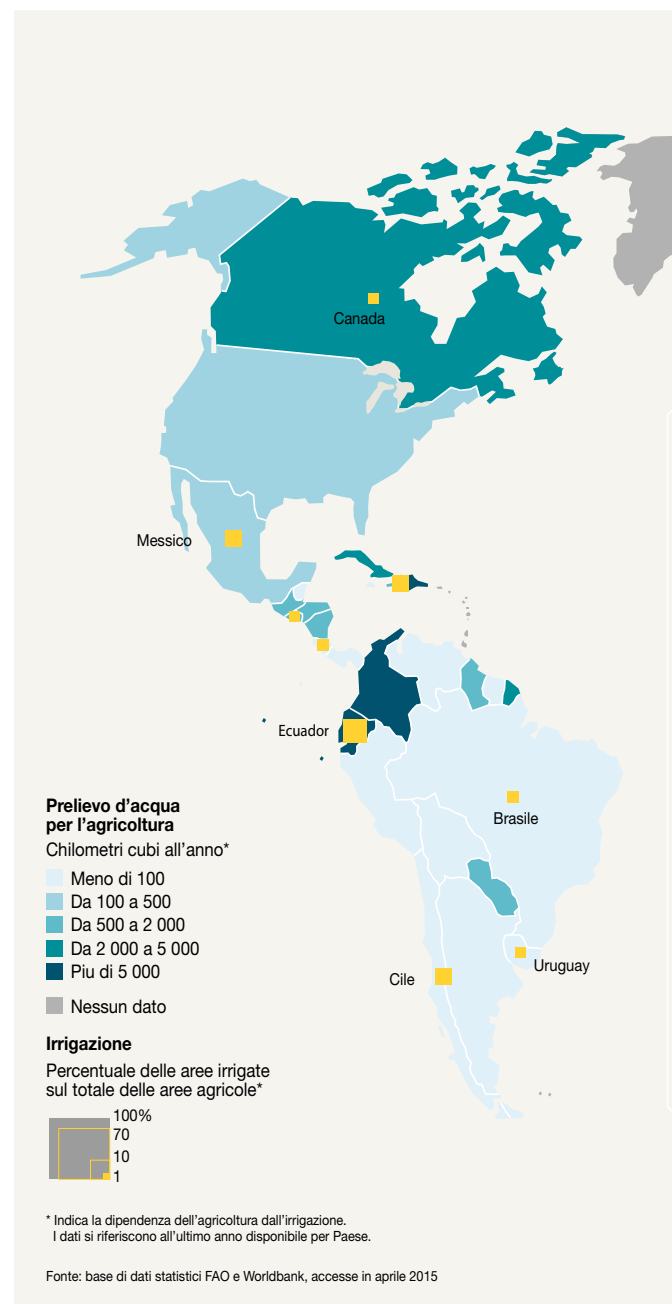 Canada
Messico
Ecuador
Brasile
Uruguay
Cile
Prelievo d'acqua
per l'agricoltura
Chilometri cubi all'anno*
Meno di 100
Da 100 a 500
Da 500 a 2 000
Da 2 000 a 5 000
Piu di 5 000
Nessun dato
Irrigazione
Percentuale delle aree irrigate
sul totale delle aree agricole*
100%
70
10
1
* Indica la dipendenza dell'agricoltura dall'irrigazione.
I dati si riferiscono all'ultimo anno disponibile per Paese.
Fonte: base di dati statistici FAO e Worldbank, accesse in aprile 2015